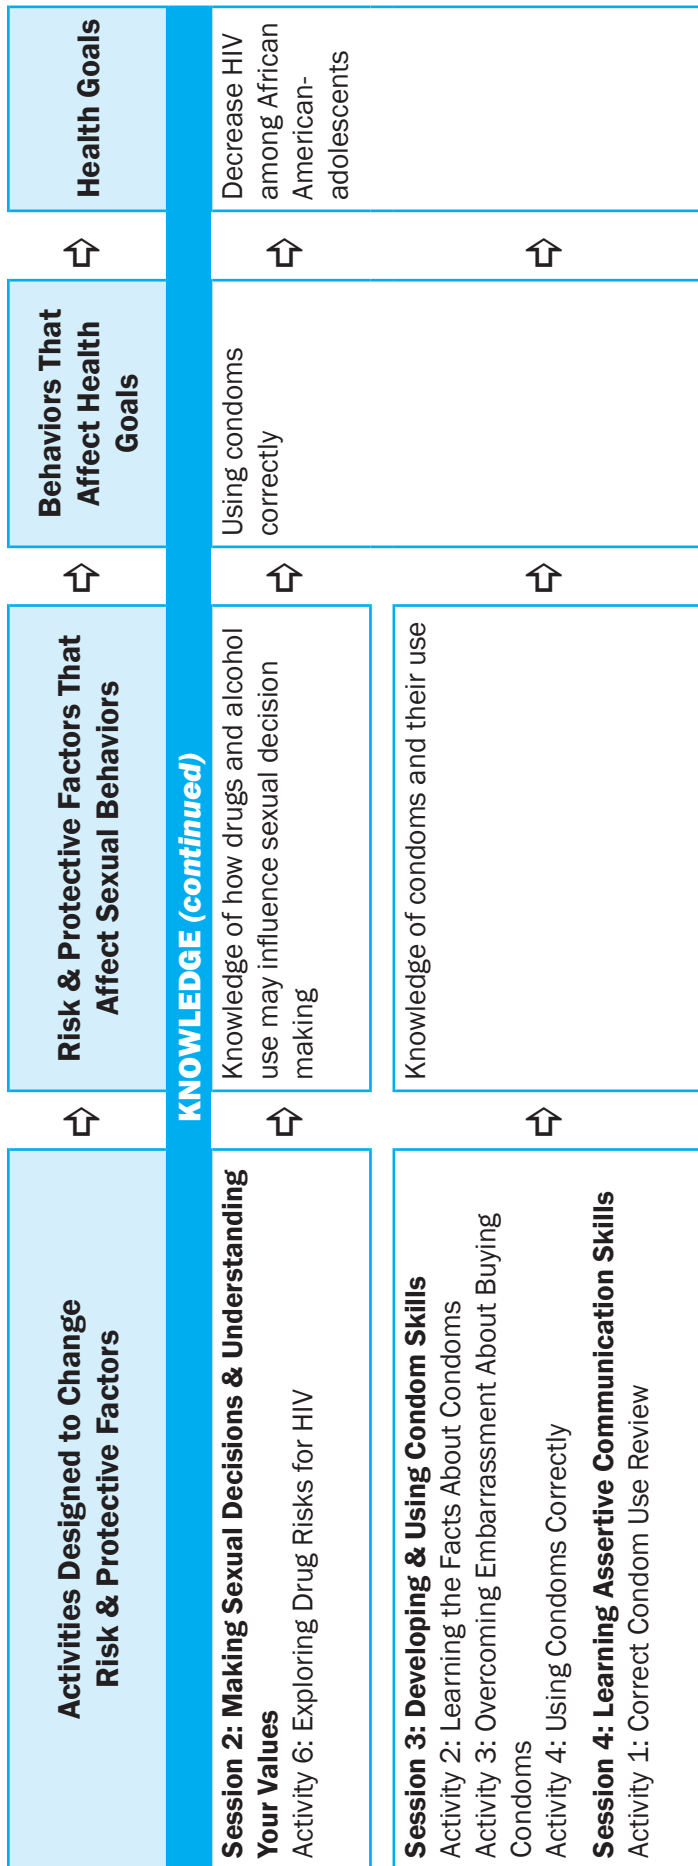 Activities Designed to Change
Risk & Protective Factors
Risk & Protective Factors That
Affect Sexual Behaviors
Behaviors That
Affect Health
Goals
Health Goals
KNOWLEDGE (continued)
Session 2: Making Sexual Decisions & Understanding
Your Values
Activity 6: Exploring Drug Risks for HIV
Knowledge of how drugs and alcohol
use may influence sexual decision
making
Using condoms
correctly
Decrease HIV
among African
American-
adolescents
Session 3: Developing & Using Condom Skills
Activity 2: Learning the Facts About Condoms
Activity 3: Overcoming Embarrassment About Buying
Condoms
Activity 4: Using Condoms Correctly
Session 4: Learning Assertive Communication Skills
Activity 1: Correct Condom Use Review
Knowledge of condoms and their use